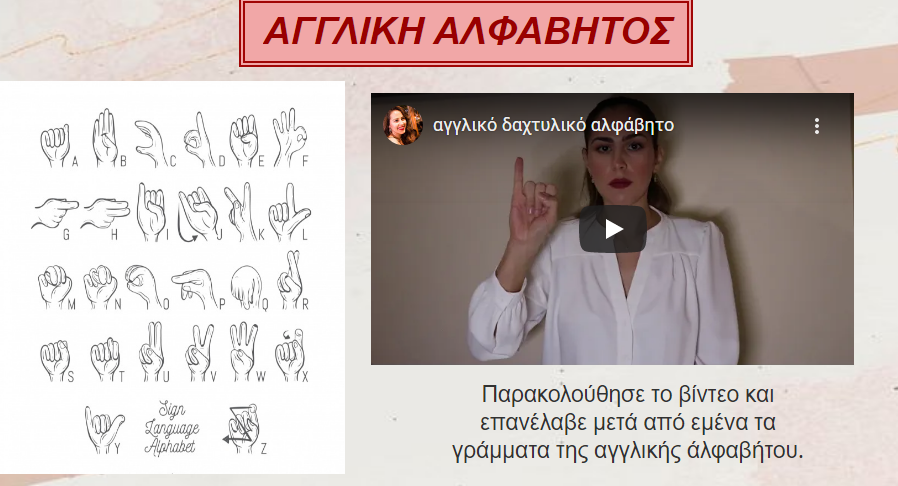 ΑΓΓΛΙΚΗ ΑΛΦΑΒΗΤΟΣ
A B C D E F
G H I J K L
M N O P Q R
S T U V W X
Y Sign Language Alphabet Z
αγγλικό δαχτυλικό αλφάβητο
Παρακολούθησε το βίντεο και
επανέλαβε μετά από εμένα τα
γράμματα της αγγλικής άλφαβήτου.